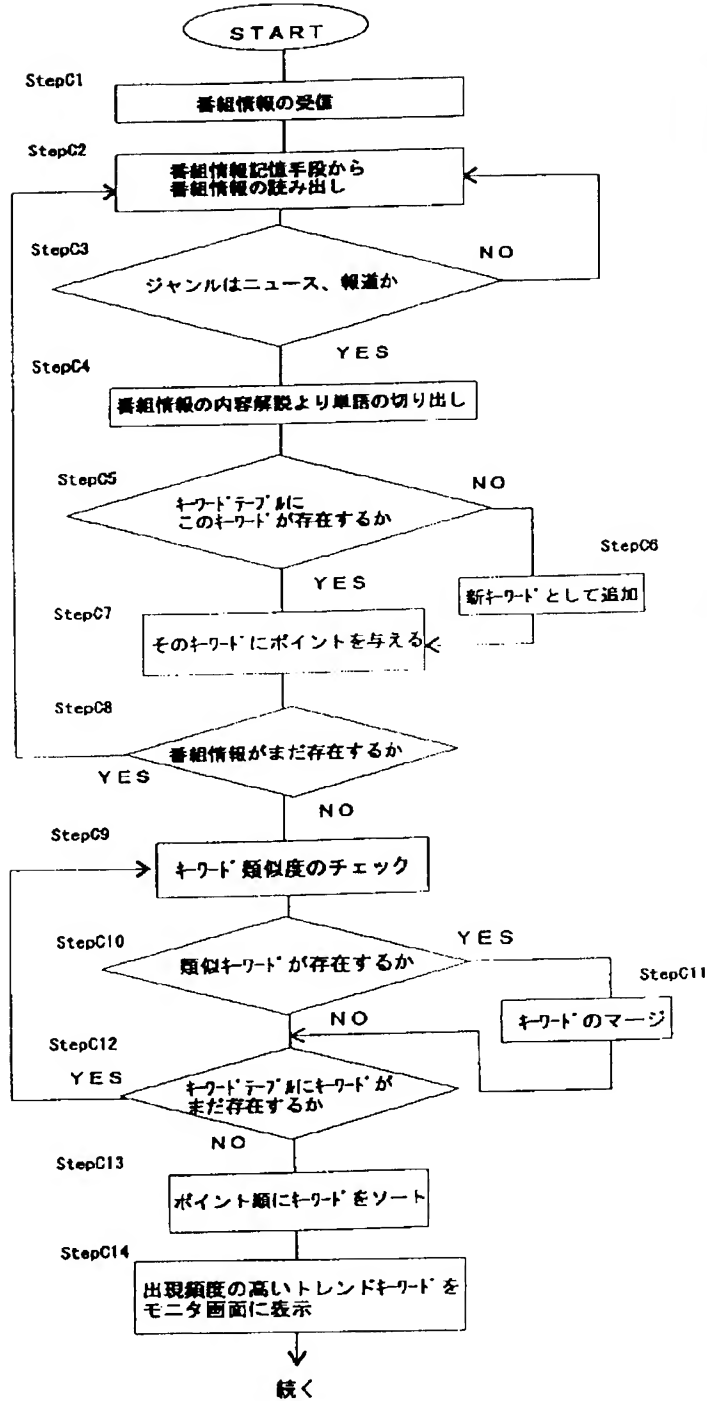 START
StepC1
番組情報の受信
StepC2
番組情報記憶手段から
番組情報の読み出し
StepC3
NO
ジャンルはニュース、報道か
YES
StepC4
番組情報の内容解説より単語の切り出し
StepC5
NO
ｷｰﾜｰﾄﾞﾃｰﾌﾞﾙに
このｷｰﾜｰﾄﾞが存在するか
StepC6
YES
新ｷｰﾜｰﾄﾞとして追加
StepC7
そのｷｰﾜｰﾄﾞにポイントを与える
StepC8
番組情報がまだ存在するか
YES
NO
StepC9
ｷｰﾜｰﾄﾞ類似度のチェック
StepC10
YES
類似ｷｰﾜｰﾄﾞが存在するか
StepC11
NO
ｷｰﾜｰﾄﾞのマージ
StepC12
YES
ｷｰﾜｰﾄﾞﾃｰﾌﾞﾙにｷｰﾜｰﾄﾞが
まだ存在するか
NO
StepC13
ポイント順にｷｰﾜｰﾄﾞをソート
StepC14
出現頻度の高いトレンドｷｰﾜｰﾄﾞを
モニタ画面に表示
続く